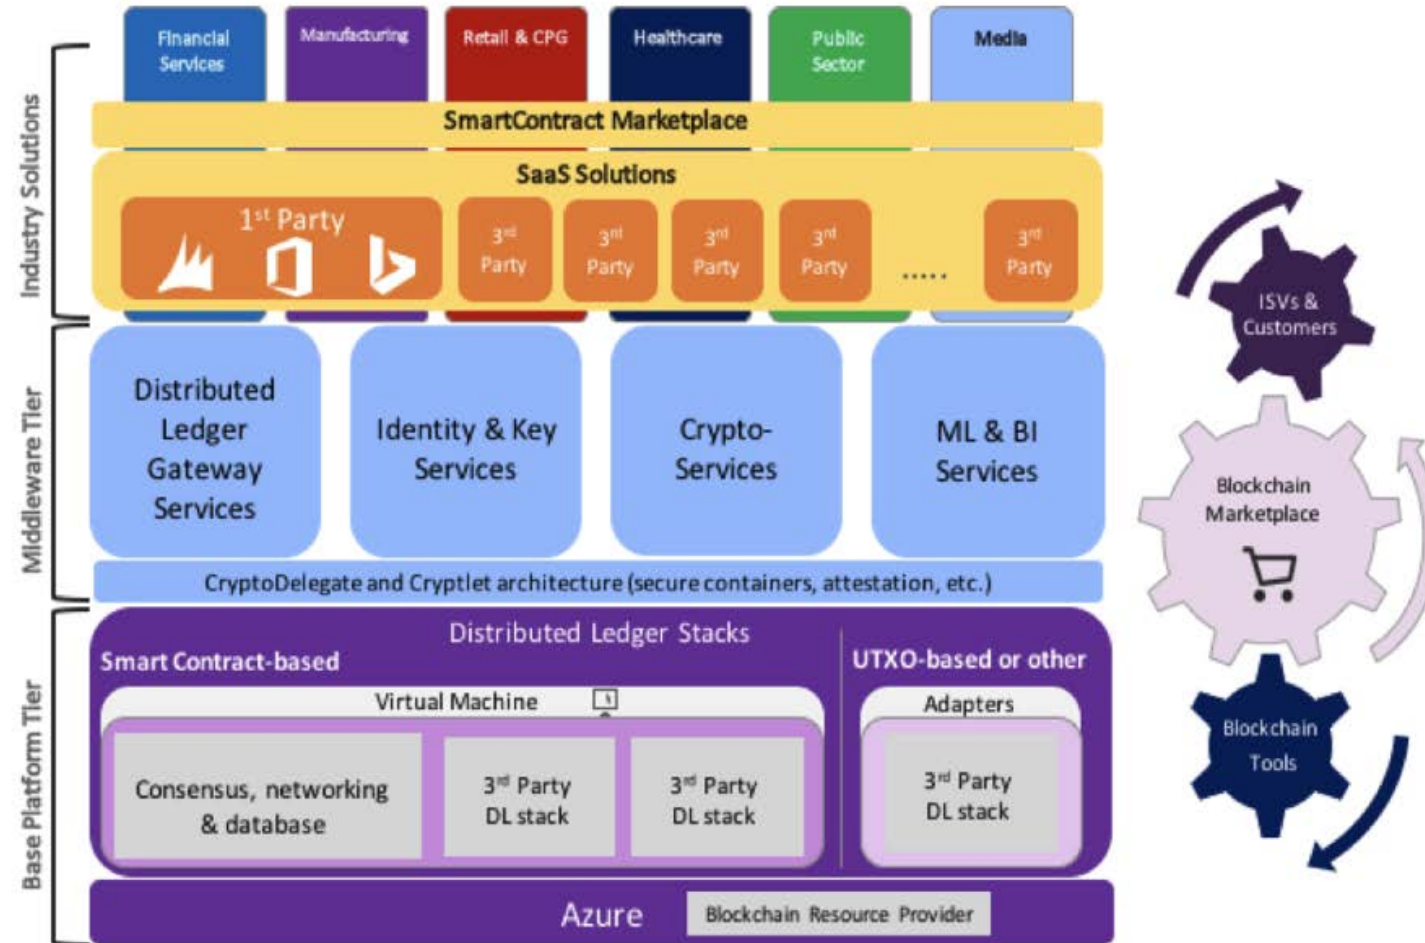 Financial
Services
Manufacturing
Retail & CPG
Healthcare
Public
Sector
Media
Industry Solutions
SmartContract Marketplace
SaaS Solutions
1st Party
3rd
Party
3rd
Party
3rd
Party
3rd
Party
.....
3rd
Party
ISVs &
Customers
Middleware Tier
Distributed
Ledger
Gateway
Services
Identity & Key
Services
Crypto-
Services
ML & BI
Services
Blockchain
Marketplace
CryptoDelegate and Cryptlet architecture (secure containers, attestation, etc.)
Base Platform Tier
Distributed Ledger Stacks
Smart Contract-based
UTXO-based or other
Virtual Machine
Adapters
Consensus, networking
& database
3rd Party
DL stack
3rd Party
DL stack
3rd Party
DL stack
Blockchain
Tools
Azure
Blockchain Resource Provider